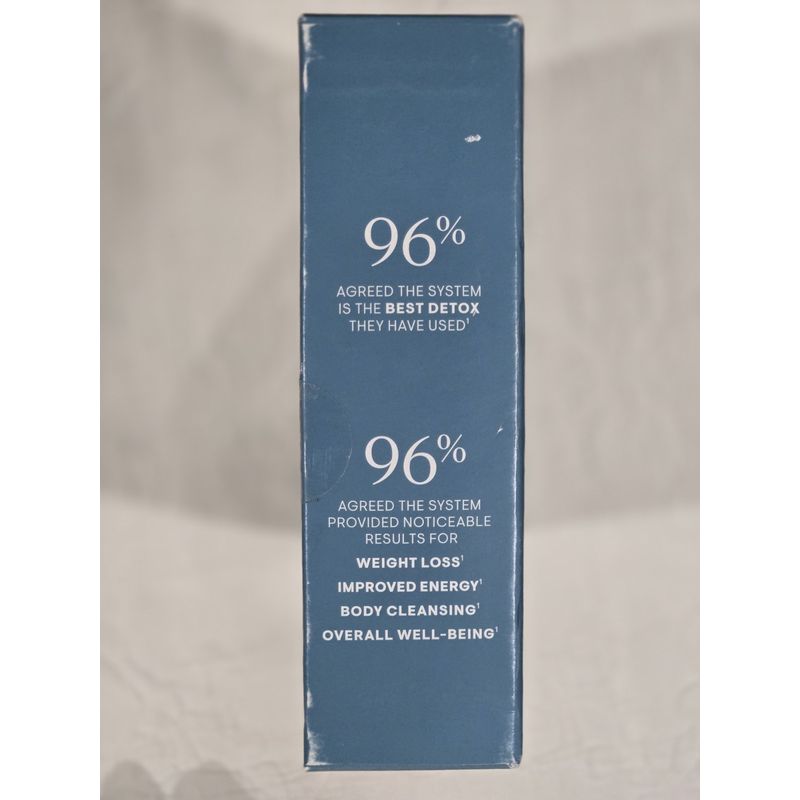 96%
AGREED THE SYSTEM
IS THE BEST DETOX
THEY HAVE USED¹
96%
AGREED THE SYSTEM
PROVIDED NOTICEABLE
RESULTS FOR
WEIGHT LOSS¹
IMPROVED ENERGY¹
BODY CLEANSING¹
OVERALL WELL-BEING¹